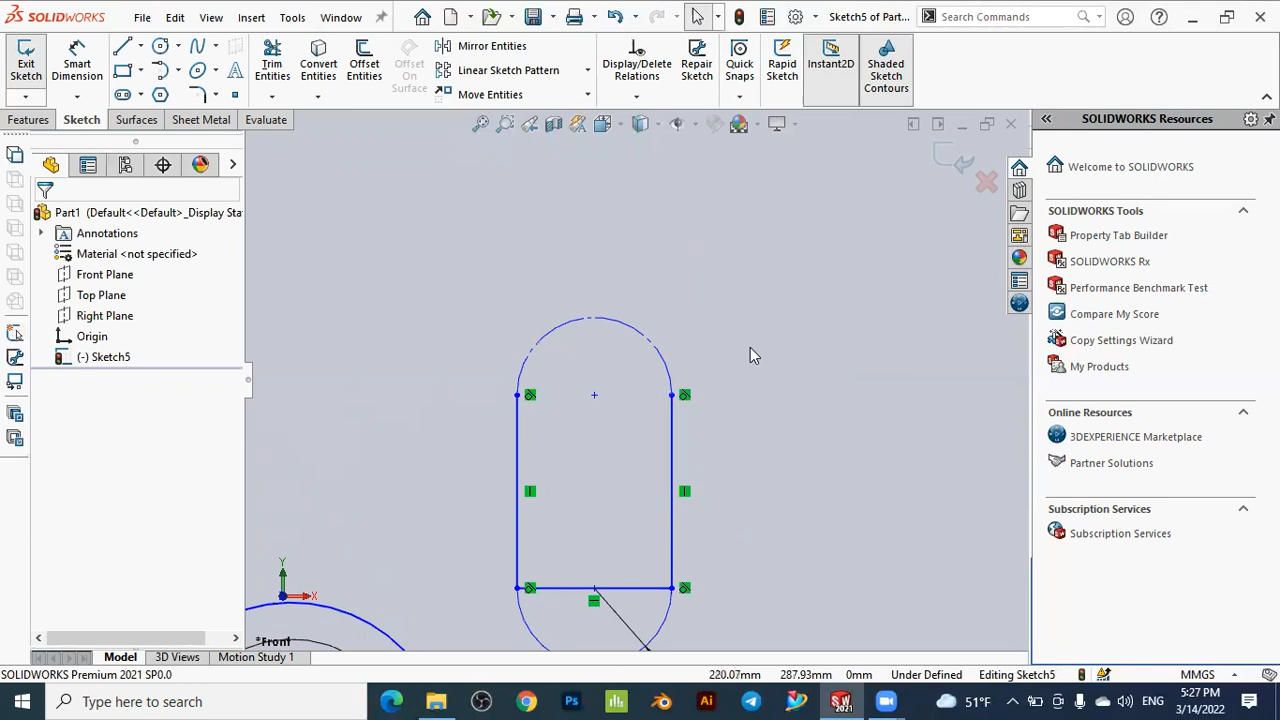 SOLIDWORKS File Edit View Insert Tools Window Sketch5 of Part... Search Commands
Exit Sketch
Smart Dimension
Trim Entities
Convert Entities
Offset Entities
Offset On Surface
Mirror Entities
Linear Sketch Pattern
Move Entities
Display/Delete Relations
Repair Sketch
Quick Snaps
Rapid Sketch
Instant2D
Shaded Sketch Contours
Features Sketch Surfaces Sheet Metal Evaluate
SOLIDWORKS Resources
Part1 (Default<<Default>_Display Sta
Annotations
Material <not specified>
Front Plane
Top Plane
Right Plane
Origin
(-) Sketch5
Welcome to SOLIDWORKS
SOLIDWORKS Tools
Property Tab Builder
SOLIDWORKS Rx
Performance Benchmark Test
Compare My Score
Copy Settings Wizard
My Products
Online Resources
3DEXPERIENCE Marketplace
Partner Solutions
Subscription Services
Subscription Services
Y
X
*Front
Model 3D Views Motion Study 1
SOLIDWORKS Premium 2021 SP0.0 220.07mm 287.93mm 0mm Under Defined Editing Sketch5 MMGS
Type here to search
Ps
Ai
SW
2021
51°F
ENG
5:27 PM
3/14/2022